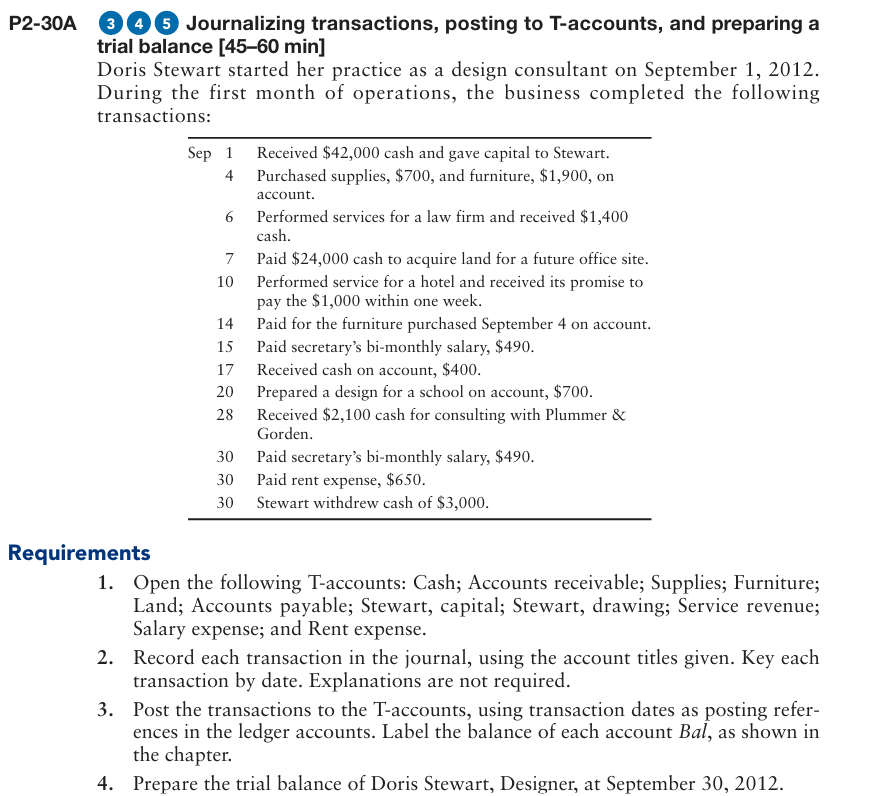 P2-30A 3 4 5 Journalizing transactions, posting to T-accounts, and preparing a
trial balance [45–60 min]
Doris Stewart started her practice as a design consultant on September 1, 2012.
During the first month of operations, the business completed the following
transactions:
Sep 1 Received $42,000 cash and gave capital to Stewart.
4 Purchased supplies, $700, and furniture, $1,900, on
account.
6 Performed services for a law firm and received $1,400
cash.
7 Paid $24,000 cash to acquire land for a future office site.
10 Performed service for a hotel and received its promise to
pay the $1,000 within one week.
14 Paid for the furniture purchased September 4 on account.
15 Paid secretary’s bi-monthly salary, $490.
17 Received cash on account, $400.
20 Prepared a design for a school on account, $700.
28 Received $2,100 cash for consulting with Plummer &
Gorden.
30 Paid secretary’s bi-monthly salary, $490.
30 Paid rent expense, $650.
30 Stewart withdrew cash of $3,000.
Requirements
1. Open the following T-accounts: Cash; Accounts receivable; Supplies; Furniture;
Land; Accounts payable; Stewart, capital; Stewart, drawing; Service revenue;
Salary expense; and Rent expense.
2. Record each transaction in the journal, using the account titles given. Key each
transaction by date. Explanations are not required.
3. Post the transactions to the T-accounts, using transaction dates as posting refer-
ences in the ledger accounts. Label the balance of each account Bal, as shown in
the chapter.
4. Prepare the trial balance of Doris Stewart, Designer, at September 30, 2012.